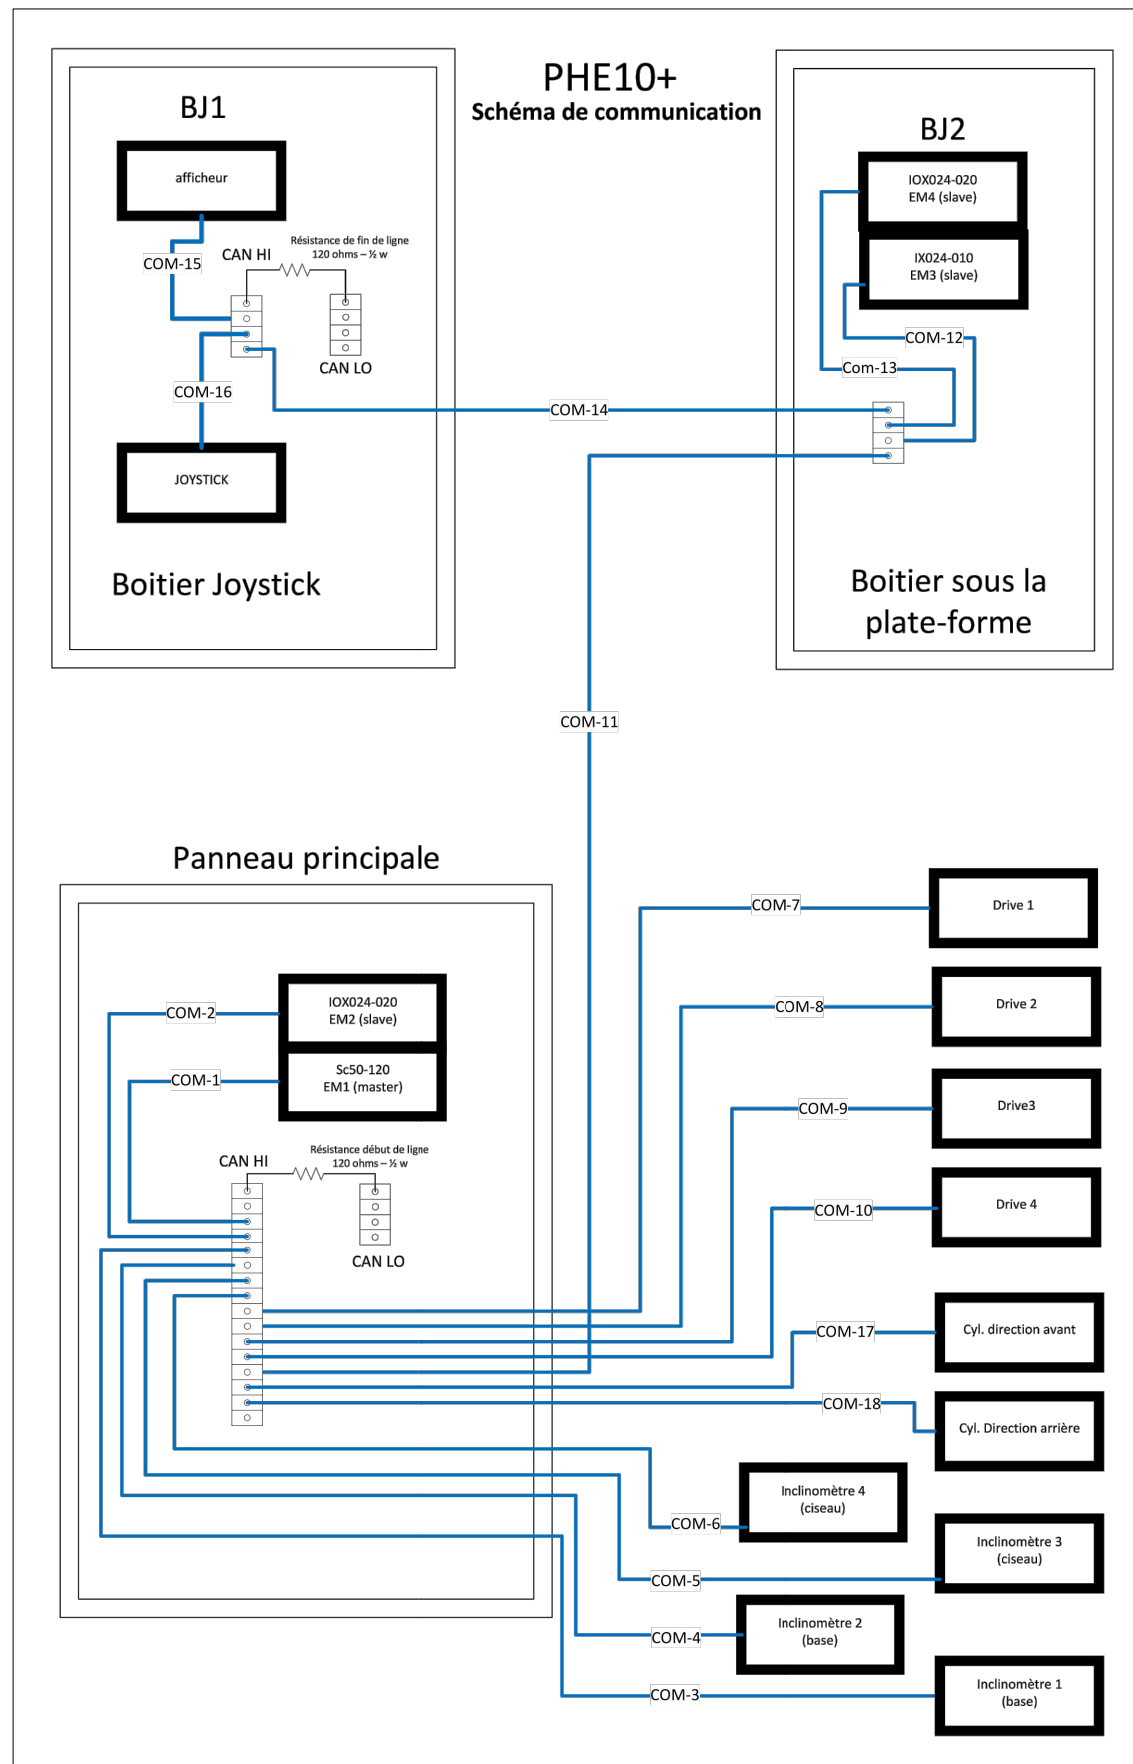 PHE10+
Schéma de communication
BJ1
afficheur
COM-15
CAN HI
Résistance de fin de ligne
120 ohms – ½ w
CAN LO
COM-16
JOYSTICK
Boitier Joystick
COM-14
BJ2
IOX024-020
EM4 (slave)
IX024-010
EM3 (slave)
COM-12
Com-13
Boitier sous la
plate-forme
COM-11
Panneau principale
IOX024-020
EM2 (slave)
COM-2
Sc50-120
EM1 (master)
COM-1
CAN HI
Résistance début de ligne
120 ohms – ½ w
CAN LO
COM-7
Drive 1
COM-8
Drive 2
COM-9
Drive3
COM-10
Drive 4
COM-17
Cyl. direction avant
COM-18
Cyl. Direction arrière
Inclinomètre 4
(ciseau)
COM-6
Inclinomètre 3
(ciseau)
COM-5
Inclinomètre 2
(base)
COM-4
Inclinomètre 1
(base)
COM-3